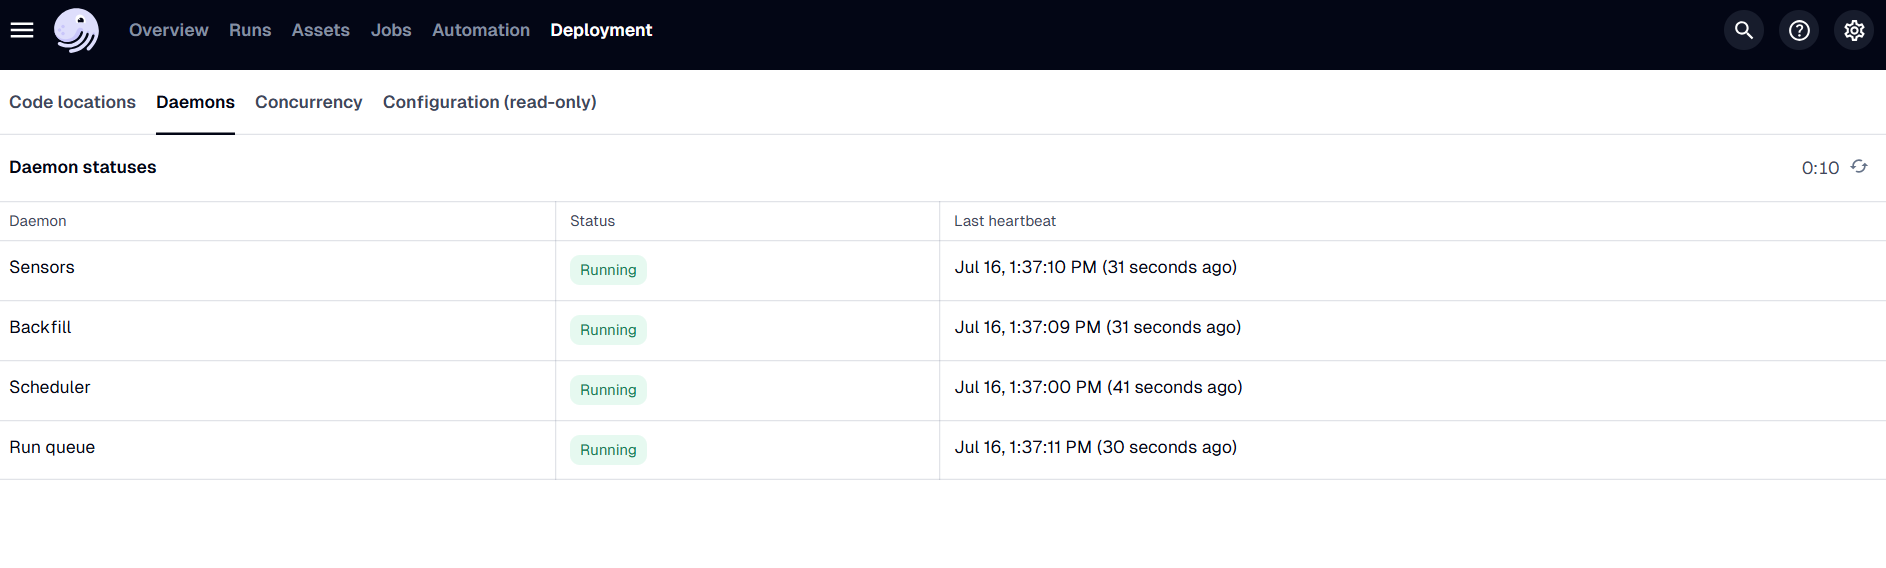 Overview Runs Assets Jobs Automation Deployment
Code locations Daemons Concurrency Configuration (read-only)
Daemon statuses 0:10
Daemon Status Last heartbeat
Sensors Running Jul 16, 1:37:10 PM (31 seconds ago)
Backfill Running Jul 16, 1:37:09 PM (31 seconds ago)
Scheduler Running Jul 16, 1:37:00 PM (41 seconds ago)
Run queue Running Jul 16, 1:37:11 PM (30 seconds ago)